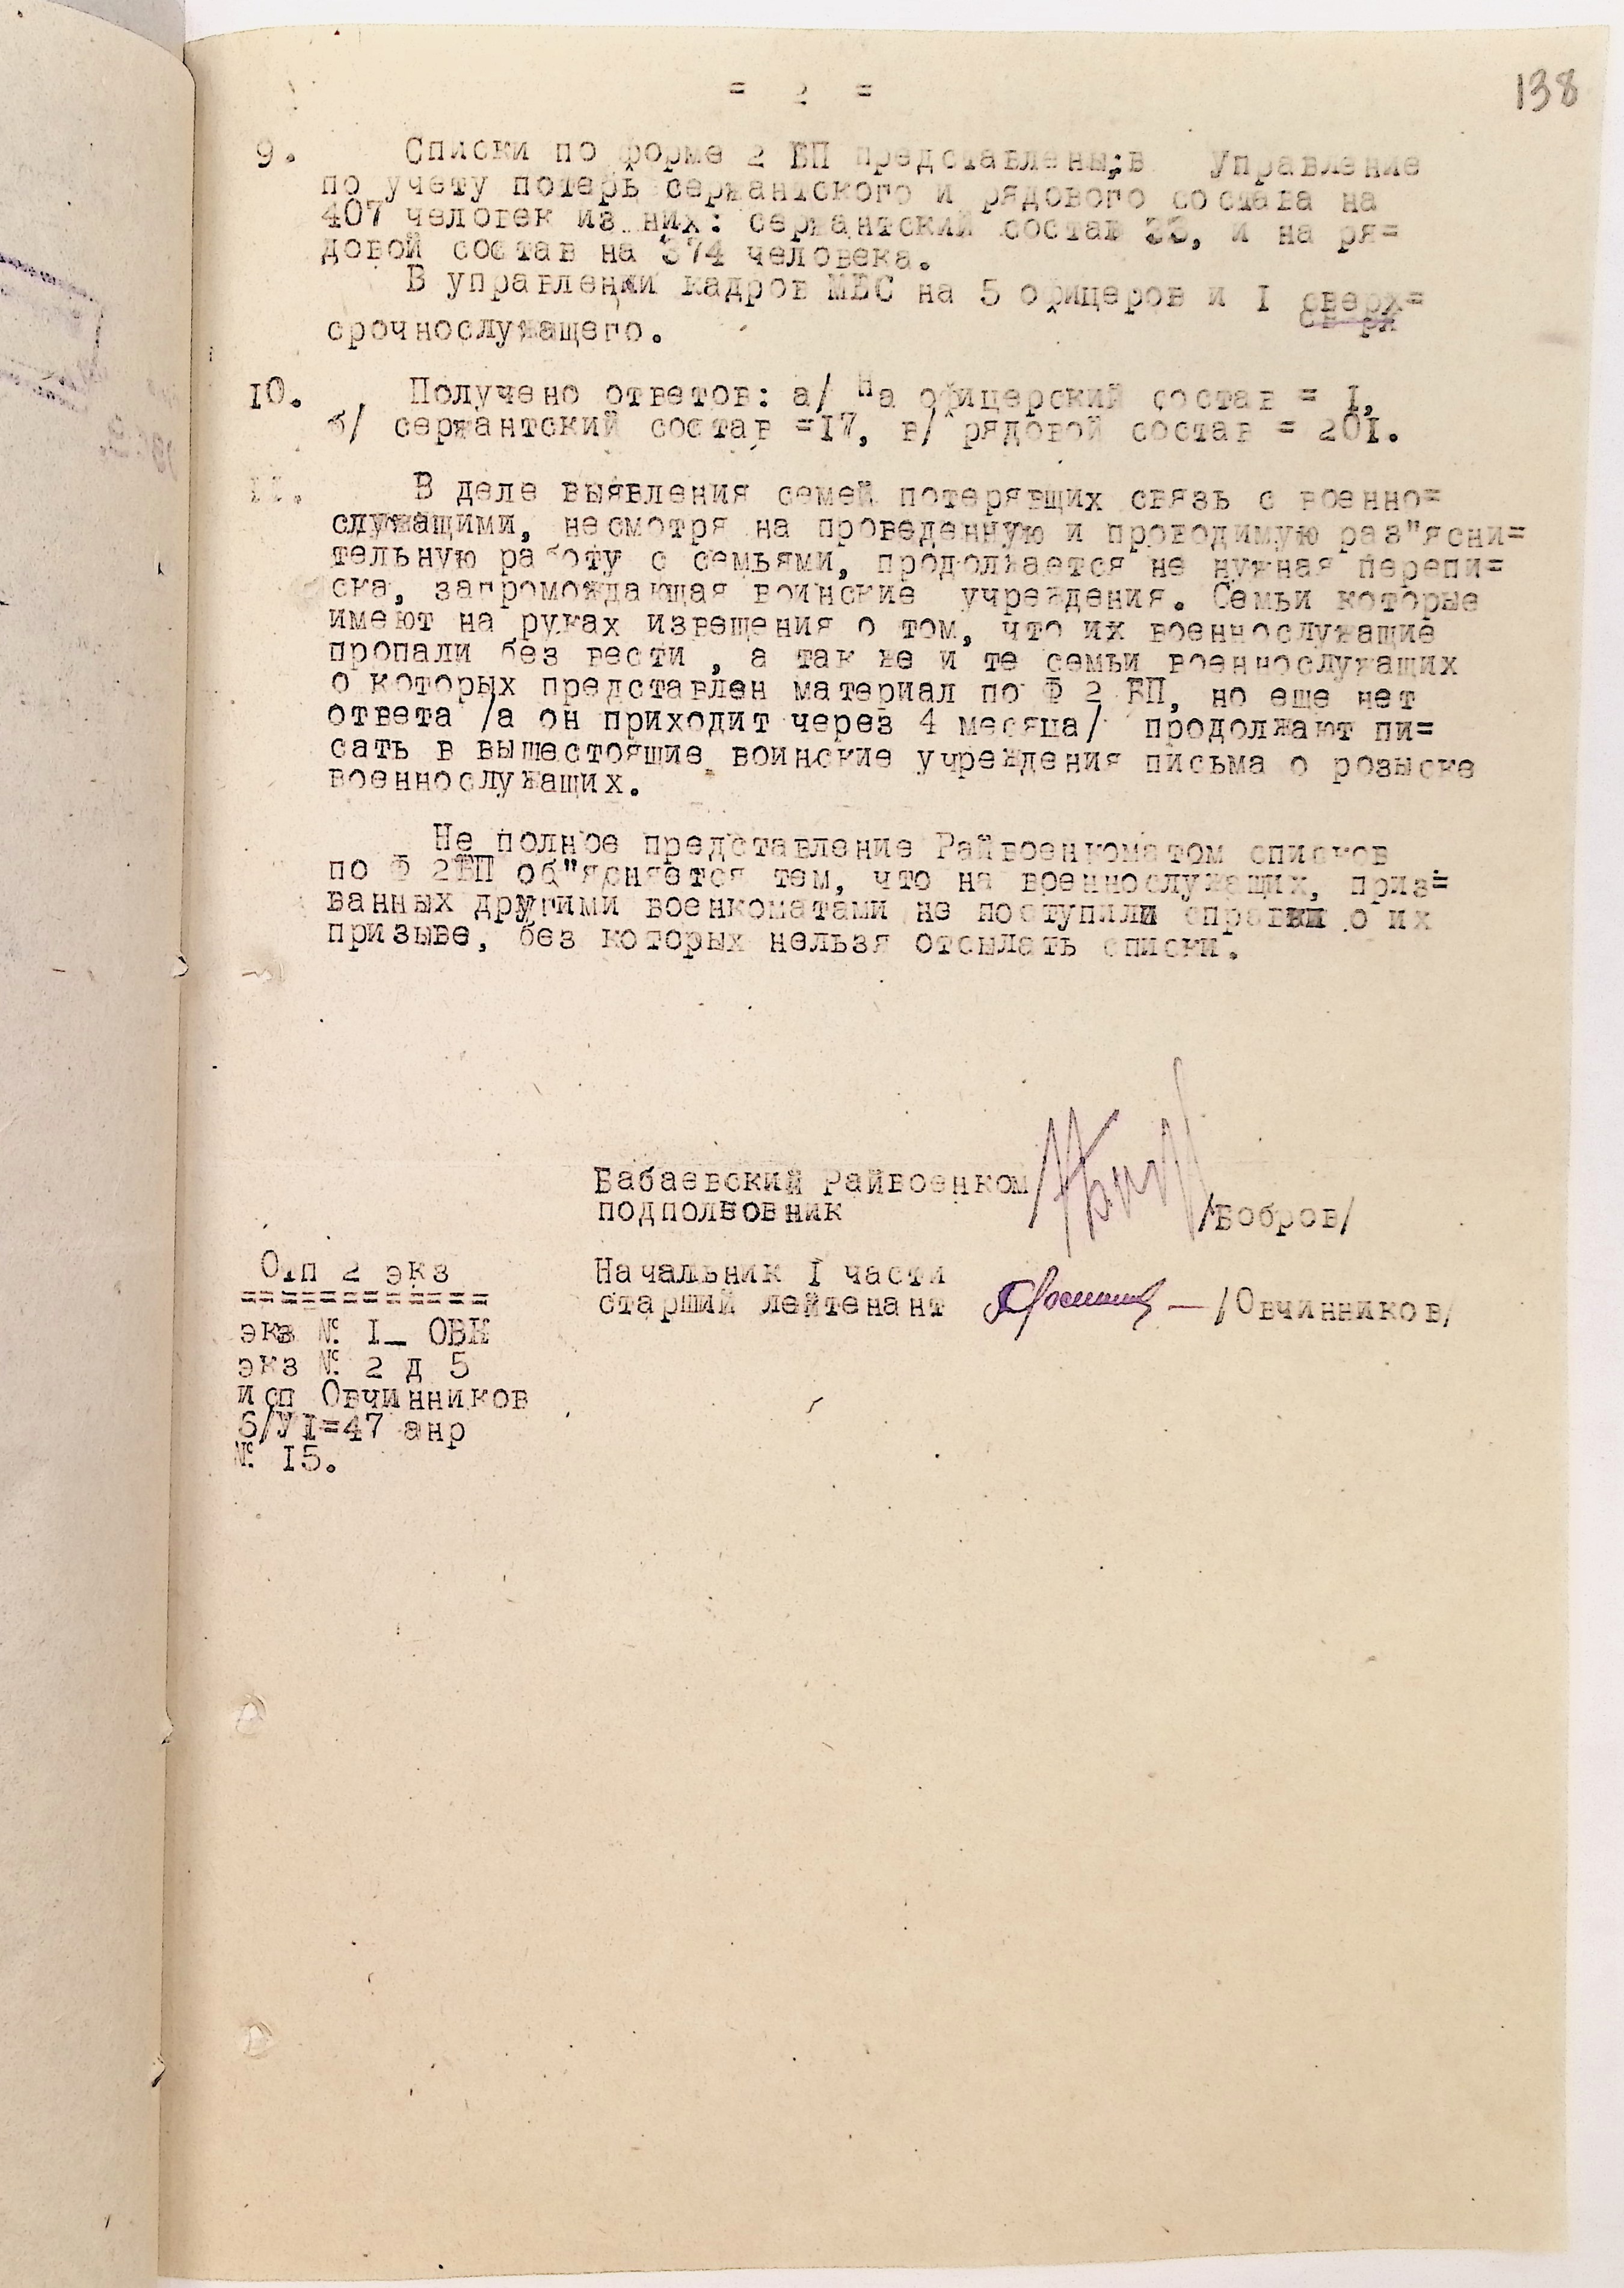 138
= 2 =
9. Списки по форме 2 БП представлены:в Управление
по учету потерь сержантского и рядового состава на
407 человек из них: сержантский состав 33, и на ря=
довой состав на 374 человека.
В управлении кадров МВС на 5 офицеров и I сверх=
срочнослужащего.
10. Получено ответов: а/ На офицерский состав = I,
б/ сержантский состав =I7, в/ рядовой состав = 20I.
II. В деле выявления семей потерявших связь с военно=
служащими, несмотря на проведенную и проводимую раз"ясни=
тельную работу с семьями, продолжается не нужная перепи=
ска, запромождающая воинские учреждения. Семьи которые
имеют на руках извещения о том, что их военнослужащие
пропали без вести , а так же и те семьи военнослужащих
о которых представлен материал по Ф 2 БП, но еще нет
ответа /а он приходит через 4 месяца/ продолжают пи=
сать в вышестоящие воинские учреждения письма о розыске
военнослужащих.
Не полное представление Райвоенкоматом списков
по Ф 2БП об"ясняется тем, что на военнослужащих, приз=
ванных другими военкоматами не поступили справки о их
призыве, без которых нельзя отсылать списки.
Бабаевский Райвоенком
подполковник /Бобров/
Начальник I части
старший лейтенант /Овчинников/
Отп 2 экз
============
экз № I_ ОВК
экз № 2 д 5
исп Овчинников
6/УI=47 анр
№ I5.